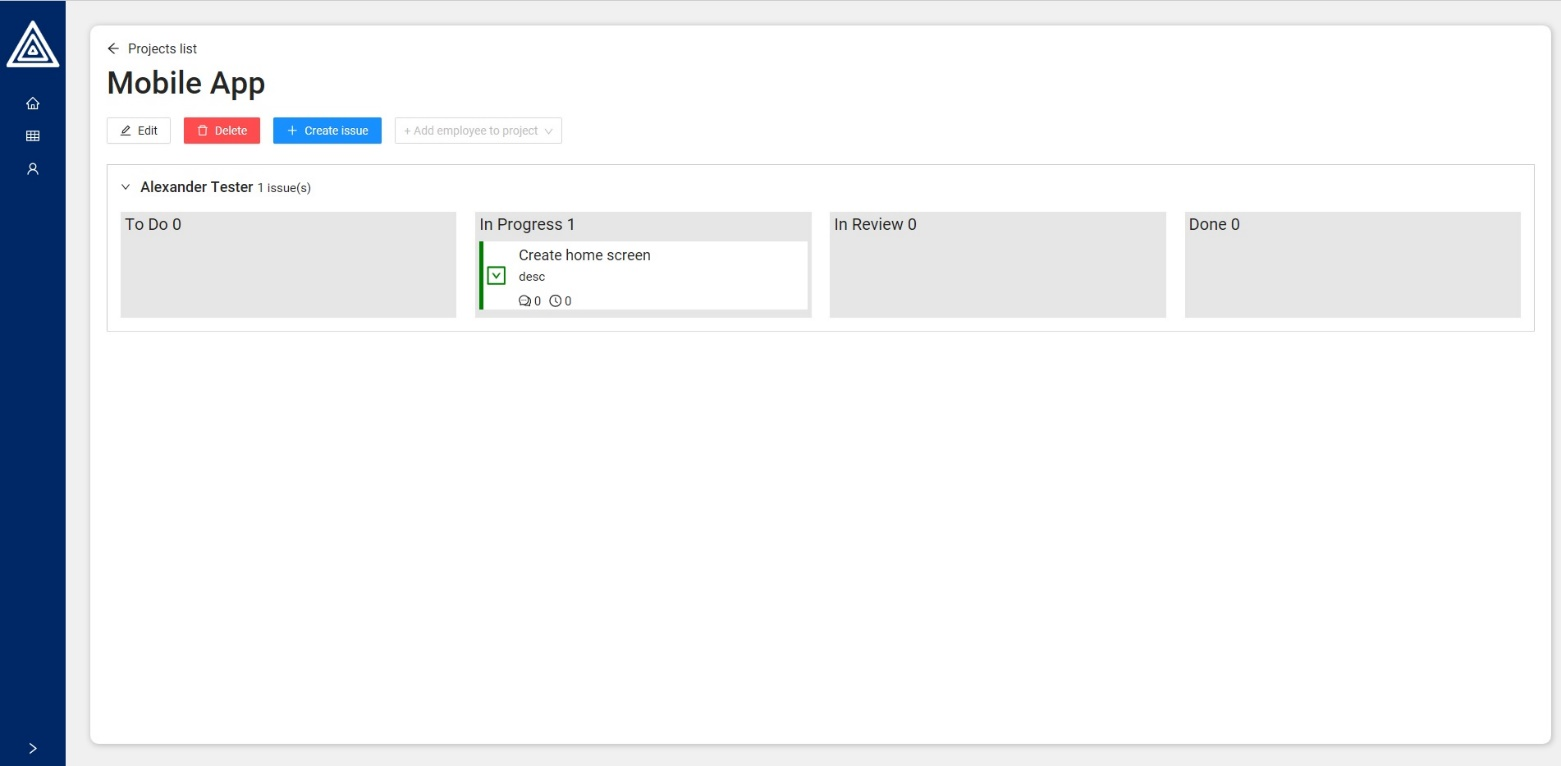 Projects list
Mobile App
Edit Delete + Create issue + Add employee to project
Alexander Tester 1 issue(s)
To Do 0 In Progress 1 In Review 0 Done 0
Create home screen
desc
0 0